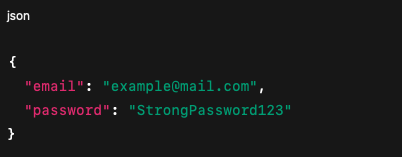 json
{
"email": "example@mail.com",
"password": "StrongPassword123"
}